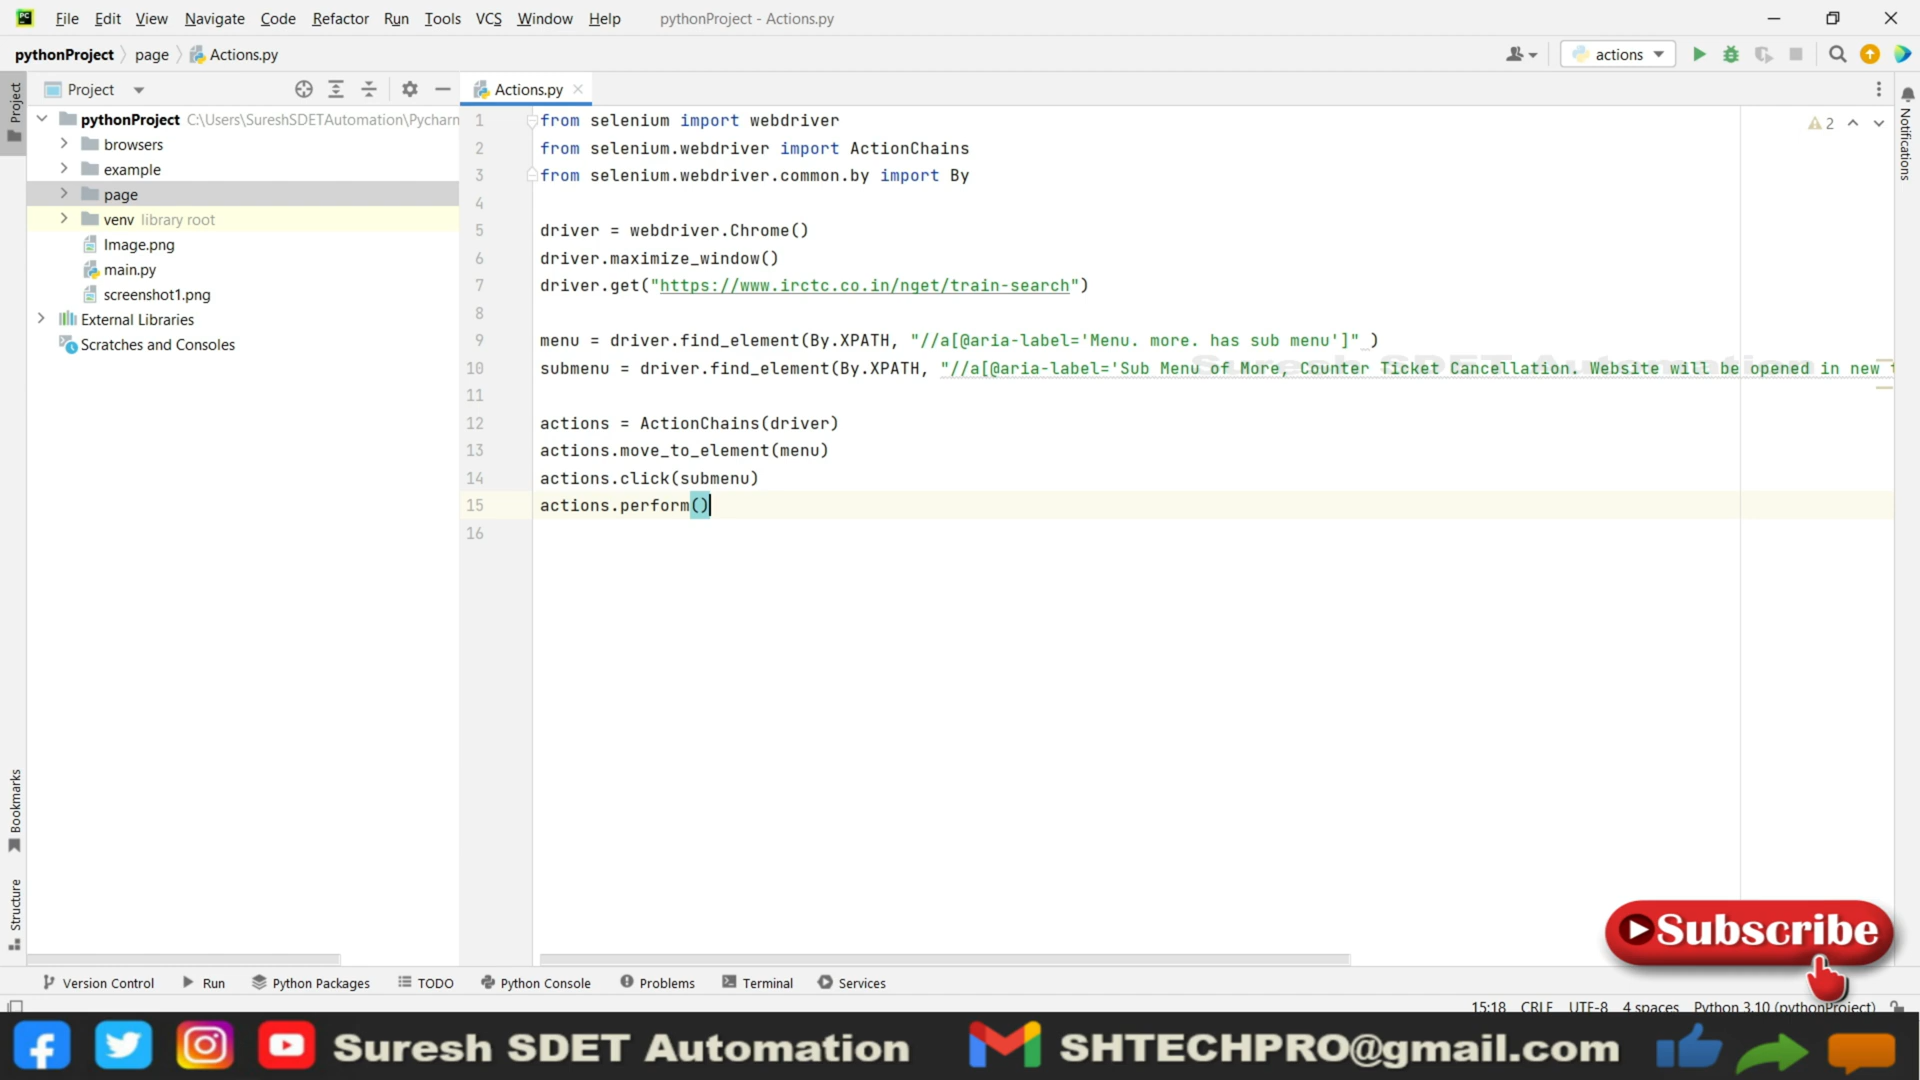 File Edit View Navigate Code Refactor Run Tools VCS Window Help pythonProject - Actions.py
pythonProject page Actions.py
actions
Project
Project
Actions.py
Notifications
pythonProject C:\Users\SureshSDETAutomation\Pycharm
browsers
example
page
venv library root
Image.png
main.py
screenshot1.png
External Libraries
Scratches and Consoles
2
1 from selenium import webdriver
2 from selenium.webdriver import ActionChains
3 from selenium.webdriver.common.by import By
4
5 driver = webdriver.Chrome()
6 driver.maximize_window()
7 driver.get("https://www.irctc.co.in/nget/train-search")
8
9 menu = driver.find_element(By.XPATH, "//a[@aria-label='Menu. more. has sub menu']" )
Suresh SDET Automation
10 submenu = driver.find_element(By.XPATH, "//a[@aria-label='Sub Menu of More, Counter Ticket Cancellation. Website will be opened in new
11
12 actions = ActionChains(driver)
13 actions.move_to_element(menu)
14 actions.click(submenu)
15 actions.perform()
16
Bookmarks
Structure
Subscribe
Version Control Run Python Packages TODO Python Console Problems Terminal Services
15:18 CRLF UTF-8 4 spaces Python 3.10 (pythonProject)
Suresh SDET Automation SHTECHPRO@gmail.com